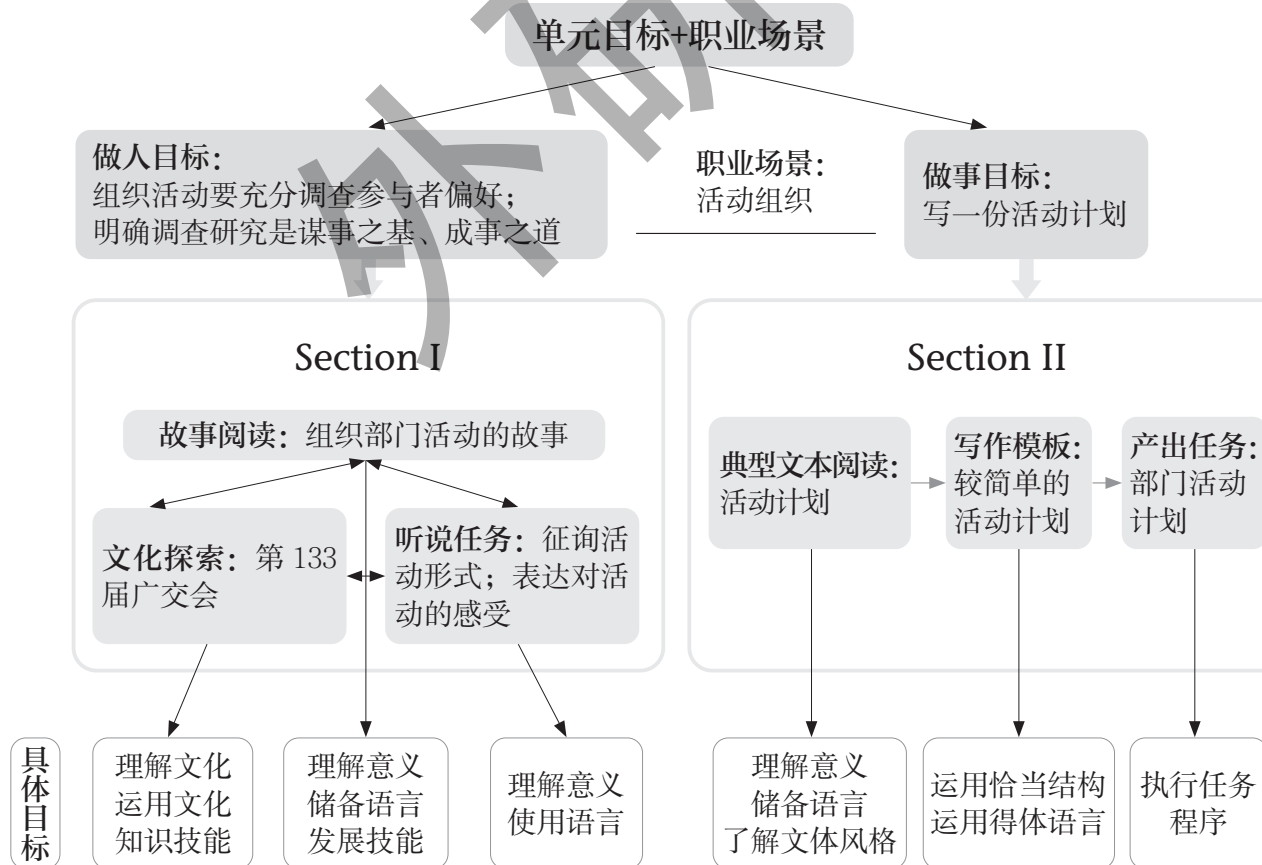 单元目标+职业场景
做人目标：
组织活动要充分调查参与者偏好；
明确调查研究是谋事之基、成事之道
职业场景：
活动组织
做事目标：
写一份活动计划
Section I
故事阅读：组织部门活动的故事
文化探索：第 133
届广交会
听说任务：征询活
动形式；表达对活
动的感受
Section II
典型文本阅读：
活动计划
写作模板：
较简单的
活动计划
产出任务：
部门活动
计划
具体目标
理解文化
运用文化
知识技能
理解意义
储备语言
发展技能
理解意义
使用语言
理解意义
储备语言
了解文体风格
运用恰当结构
运用得体语言
执行任务
程序